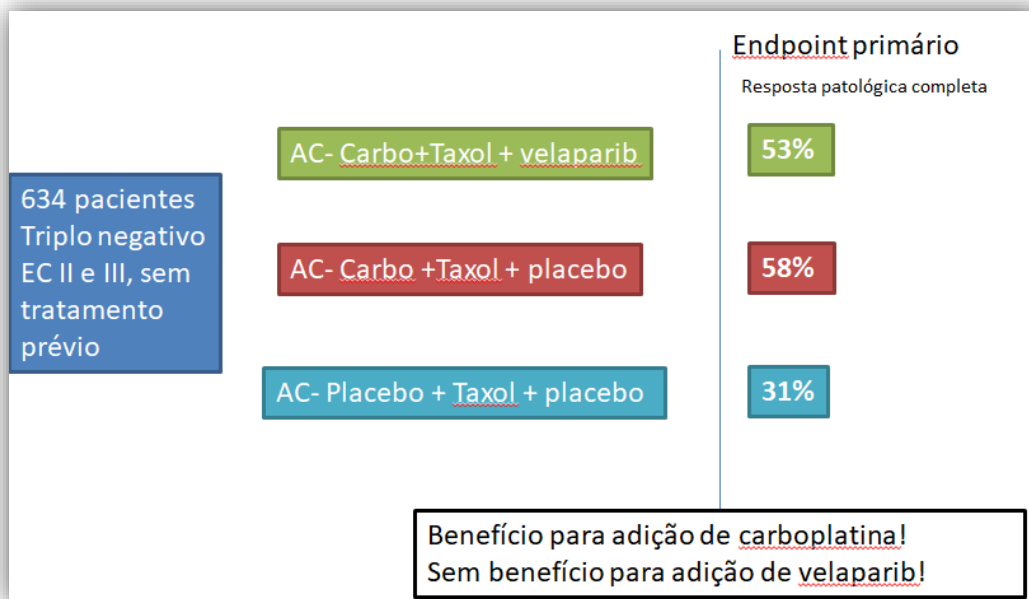 Endpoint primário
Resposta patológica completa
AC- Carbo+Taxol + velaparib
53%
634 pacientes
Triplo negativo
EC II e III, sem
tratamento
prévio
AC- Carbo +Taxol + placebo
58%
AC- Placebo + Taxol + placebo
31%
Benefício para adição de carboplatina!
Sem benefício para adição de velaparib!